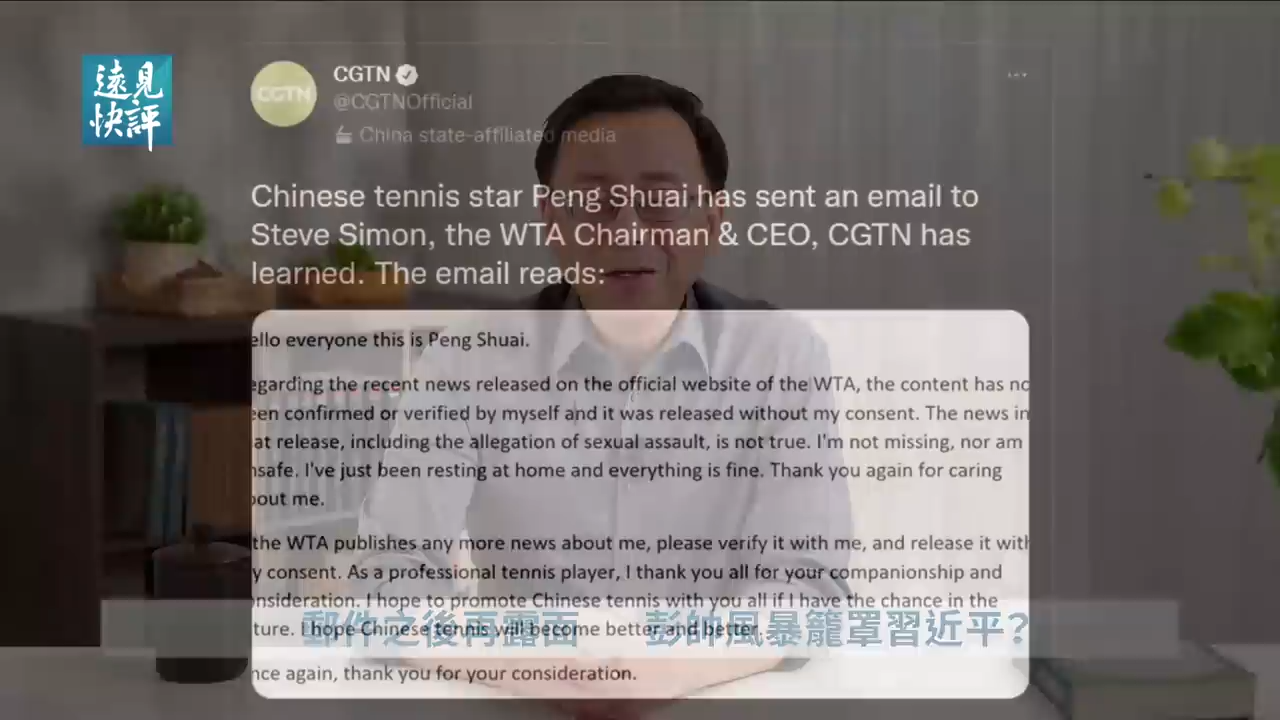 遠見
快評
CGTN
CGTN
@CGTNOfficial
China state-affiliated media
Chinese tennis star Peng Shuai has sent an email to
Steve Simon, the WTA Chairman & CEO, CGTN has
learned. The email reads:
ello everyone this is Peng Shuai.
egarding the recent news released on the official website of the WTA, the content has no
een confirmed or verified by myself and it was released without my consent. The news in
at release, including the allegation of sexual assault, is not true. I'm not missing, nor am
nsafe. I've just been resting at home and everything is fine. Thank you again for caring
bout me.
the WTA publishes any more news about me, please verify it with me, and release it with
y consent. As a professional tennis player, I thank you all for your companionship and
onsideration. I hope to promote Chinese tennis with you all if I have the chance in the
ture. I hope Chinese tennis will become better and better.
郵件之後再露面 彭帥風暴籠罩習近平？
nce again, thank you for your consideration.